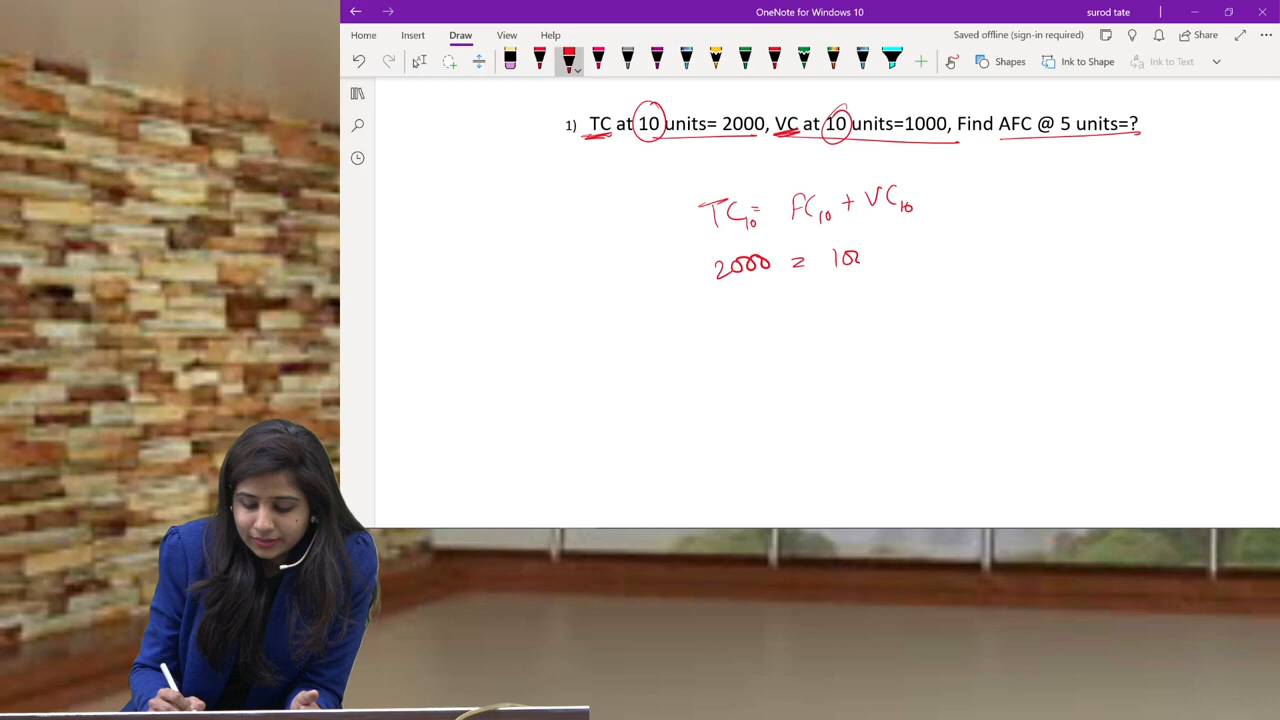 OneNote for Windows 10
surod tate
Home Insert Draw View Help
Saved offline (sign-in required)
Share
Shapes
Ink to Shape
Ink to Text
1) TC at 10 units= 2000, VC at 10 units=1000, Find AFC @ 5 units=?
TC10= FC10 + VC10
2000 = 100